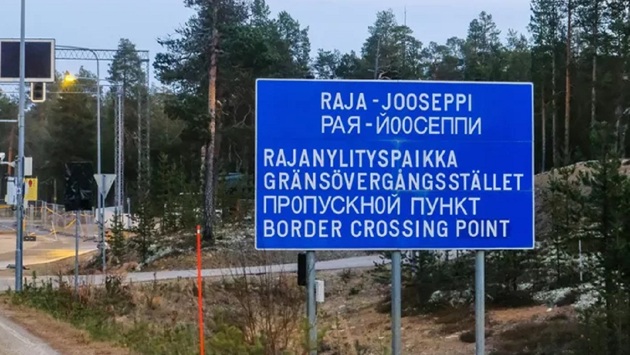 RAJA-JOOSEPPI
РАЯ-ЙООСЕППИ
RAJANYLITYSPAIKKA
GRÄNSÖVERGÅNGSSTÄLLET
ПРОПУСКНОЙ ПУНКТ
BORDER CROSSING POINT